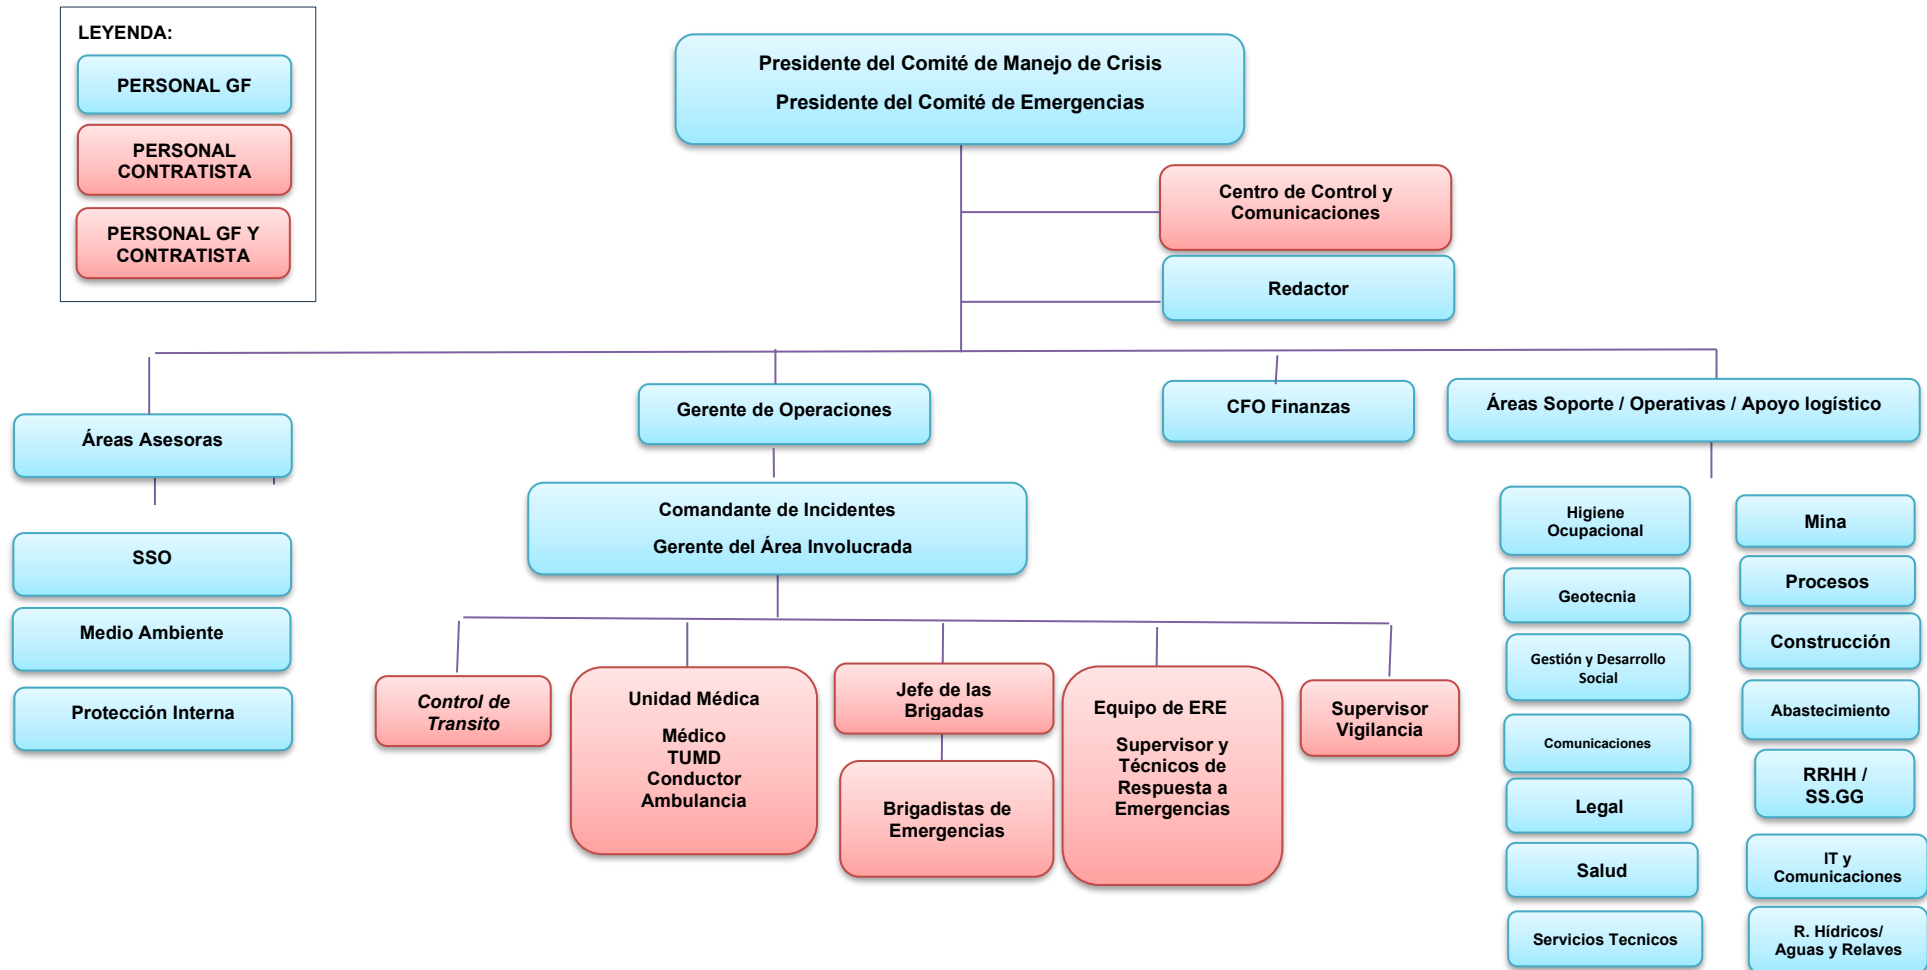 LEYENDA:
PERSONAL GF
PERSONAL
CONTRATISTA
PERSONAL GF Y
CONTRATISTA
Presidente del Comité de Manejo de Crisis
Presidente del Comité de Emergencias
Centro de Control y
Comunicaciones
Redactor
Áreas Asesoras
Gerente de Operaciones
CFO Finanzas
Áreas Soporte / Operativas / Apoyo logístico
SSO
Medio Ambiente
Protección Interna
Comandante de Incidentes
Gerente del Área Involucrada
Control de
Transito
Unidad Médica
Médico
TUMD
Conductor
Ambulancia
Jefe de las
Brigadas
Brigadistas de
Emergencias
Equipo de ERE
Supervisor y
Técnicos de
Respuesta a
Emergencias
Supervisor
Vigilancia
Higiene
Ocupacional
Geotecnia
Gestión y Desarrollo
Social
Comunicaciones
Legal
Salud
Servicios Tecnicos
Mina
Procesos
Construcción
Abastecimiento
RRHH /
SS.GG
IT y
Comunicaciones
R. Hídricos/
Aguas y Relaves